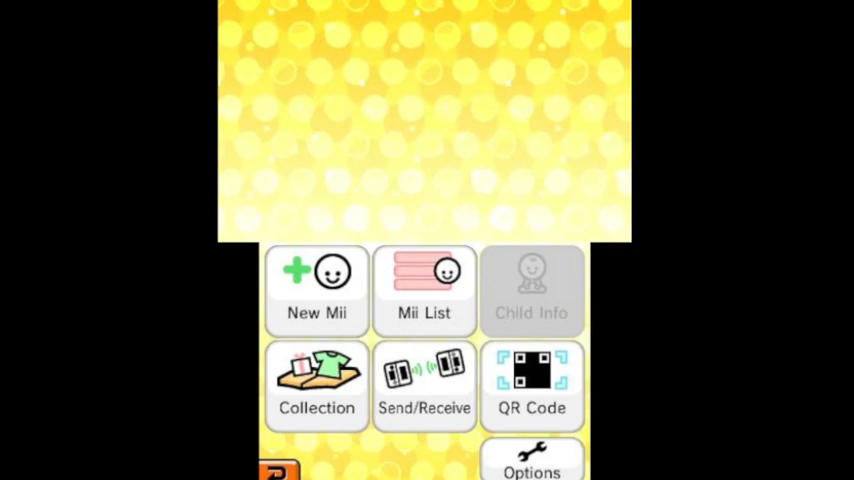 New Mii
Mii List
Child Info
Collection
Send/Receive
QR Code
Options